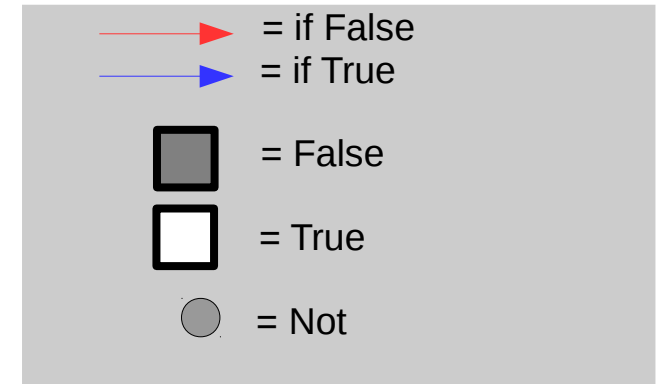 = if False
= if True
= False
= True
= Not